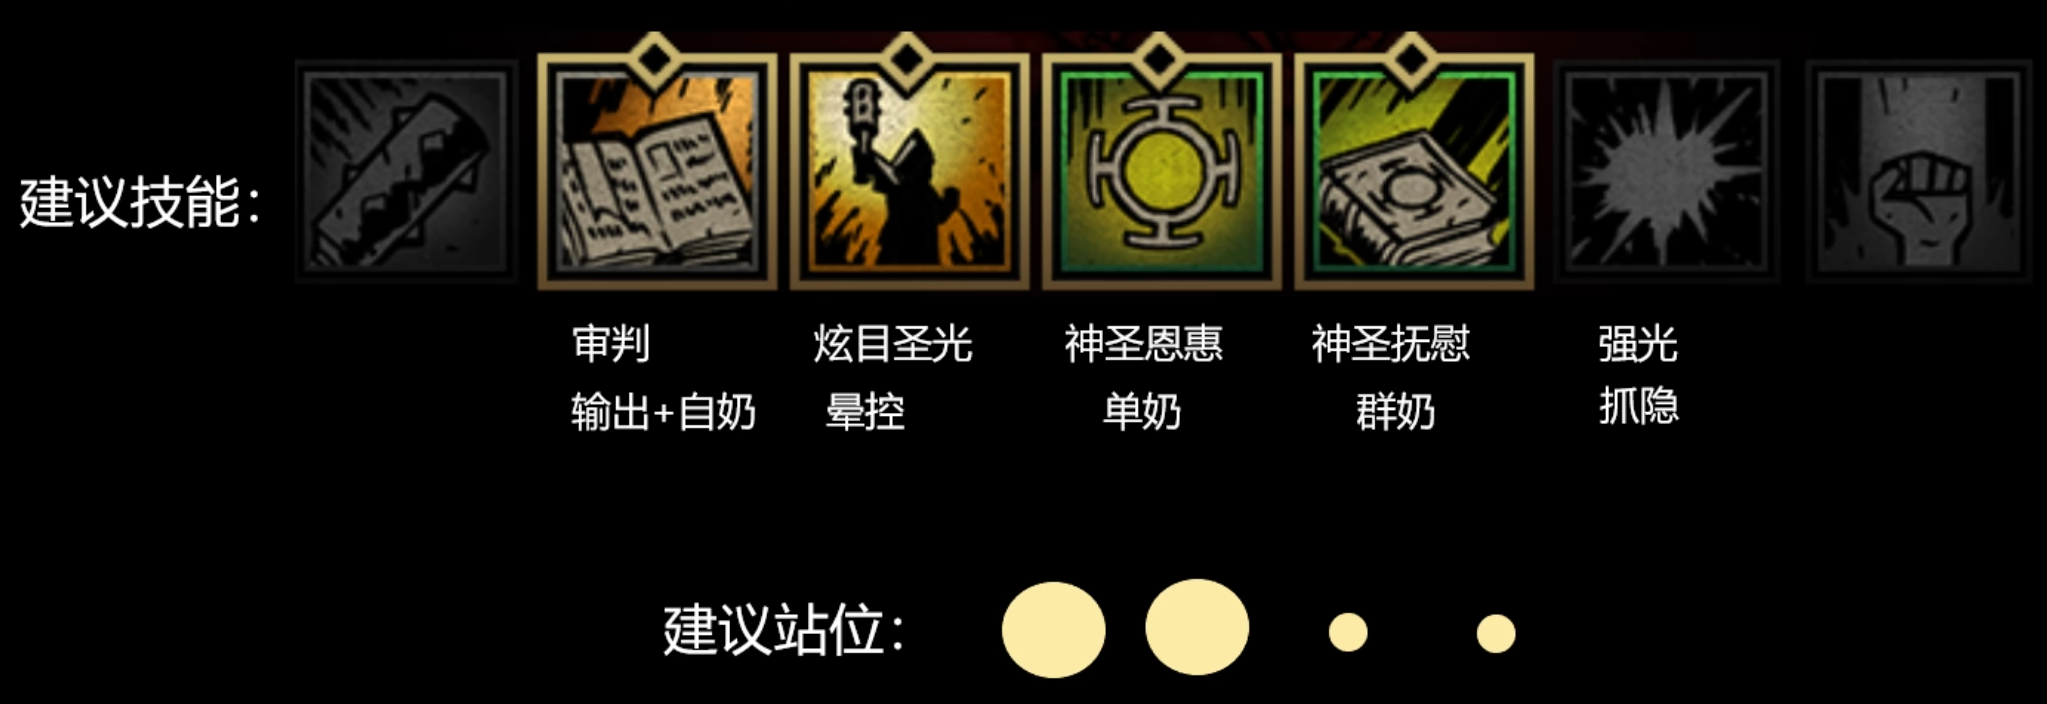 建议技能：
审判
炫目圣光
神圣恩惠
神圣抚慰
强光
输出+自奶
晕控
单奶
群奶
抓隐
建议站位：